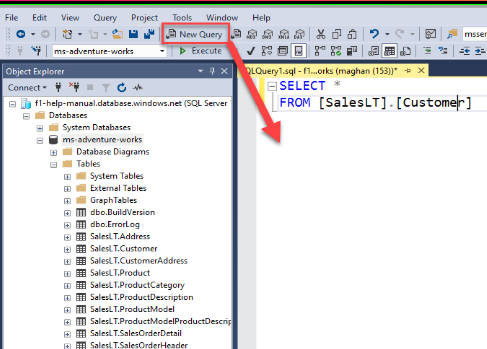 File Edit View Query Project Tools Window Help
New Query
ms-adventure-works Execute
Object Explorer
SQLQuery1.sql - f1...orks (maghan (153))*
Connect
SELECT *
FROM [SalesLT].[Customer]
f1-help-manual.database.windows.net (SQL Server
Databases
System Databases
ms-adventure-works
Database Diagrams
Tables
System Tables
External Tables
GraphTables
dbo.BuildVersion
dbo.ErrorLog
SalesLT.Address
SalesLT.Customer
SalesLT.CustomerAddress
SalesLT.Product
SalesLT.ProductCategory
SalesLT.ProductDescription
SalesLT.ProductModel
SalesLT.ProductModelProductDescrip
SalesLT.SalesOrderDetail
SalesLT.SalesOrderHeader